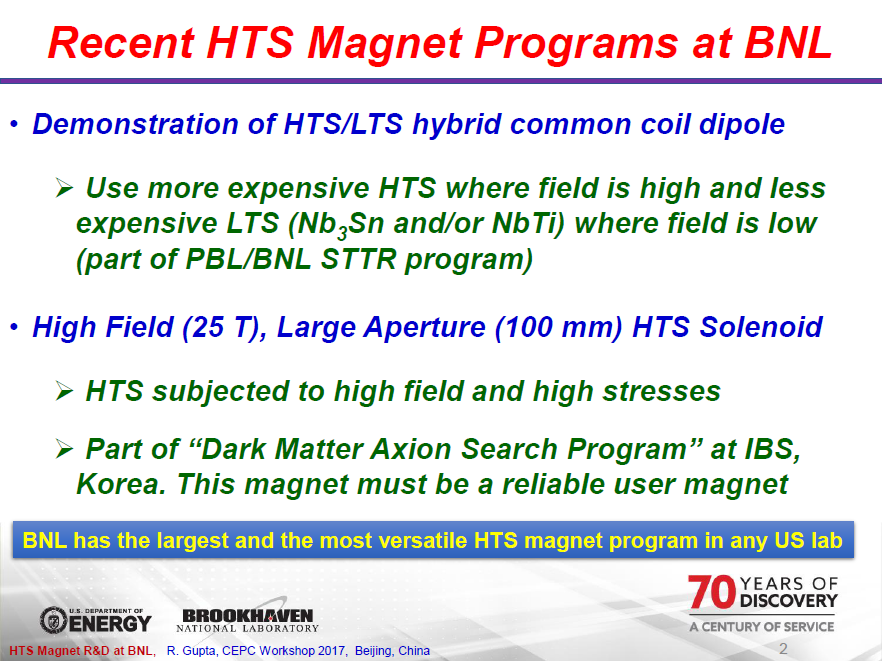 Recent HTS Magnet Programs at BNL
• Demonstration of HTS/LTS hybrid common coil dipole
➢ Use more expensive HTS where field is high and less
expensive LTS (Nb₃Sn and/or NbTi) where field is low
(part of PBL/BNL STTR program)
• High Field (25 T), Large Aperture (100 mm) HTS Solenoid
➢ HTS subjected to high field and high stresses
➢ Part of “Dark Matter Axion Search Program” at IBS,
Korea. This magnet must be a reliable user magnet
BNL has the largest and the most versatile HTS magnet program in any US lab
U.S. DEPARTMENT OF
ENERGY
BROOKHAVEN
NATIONAL LABORATORY
70 YEARS OF
DISCOVERY
A CENTURY OF SERVICE
HTS Magnet R&D at BNL, R. Gupta, CEPC Workshop 2017, Beijing, China
2